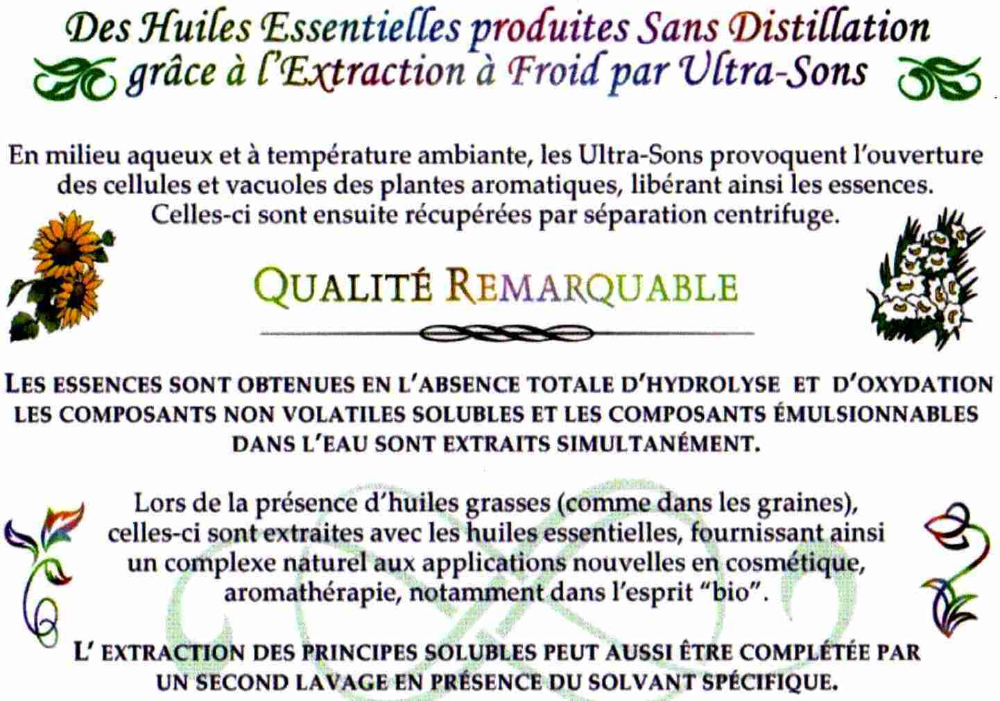 Des Huiles Essentielles produites Sans Distillation
grâce à l'Extraction à Froid par Ultra-Sons
En milieu aqueux et à température ambiante, les Ultra-Sons provoquent l'ouverture
des cellules et vacuoles des plantes aromatiques, libérant ainsi les essences.
Celles-ci sont ensuite récupérées par séparation centrifuge.
QUALITÉ REMARQUABLE
LES ESSENCES SONT OBTENUES EN L'ABSENCE TOTALE D'HYDROLYSE ET D'OXYDATION
LES COMPOSANTS NON VOLATILES SOLUBLES ET LES COMPOSANTS ÉMULSIONNABLES
DANS L'EAU SONT EXTRAITS SIMULTANÉMENT.
Lors de la présence d'huiles grasses (comme dans les graines),
celles-ci sont extraites avec les huiles essentielles, fournissant ainsi
un complexe naturel aux applications nouvelles en cosmétique,
aromathérapie, notamment dans l'esprit "bio".
L' EXTRACTION DES PRINCIPES SOLUBLES PEUT AUSSI ÊTRE COMPLÉTÉE PAR
UN SECOND LAVAGE EN PRÉSENCE DU SOLVANT SPÉCIFIQUE.